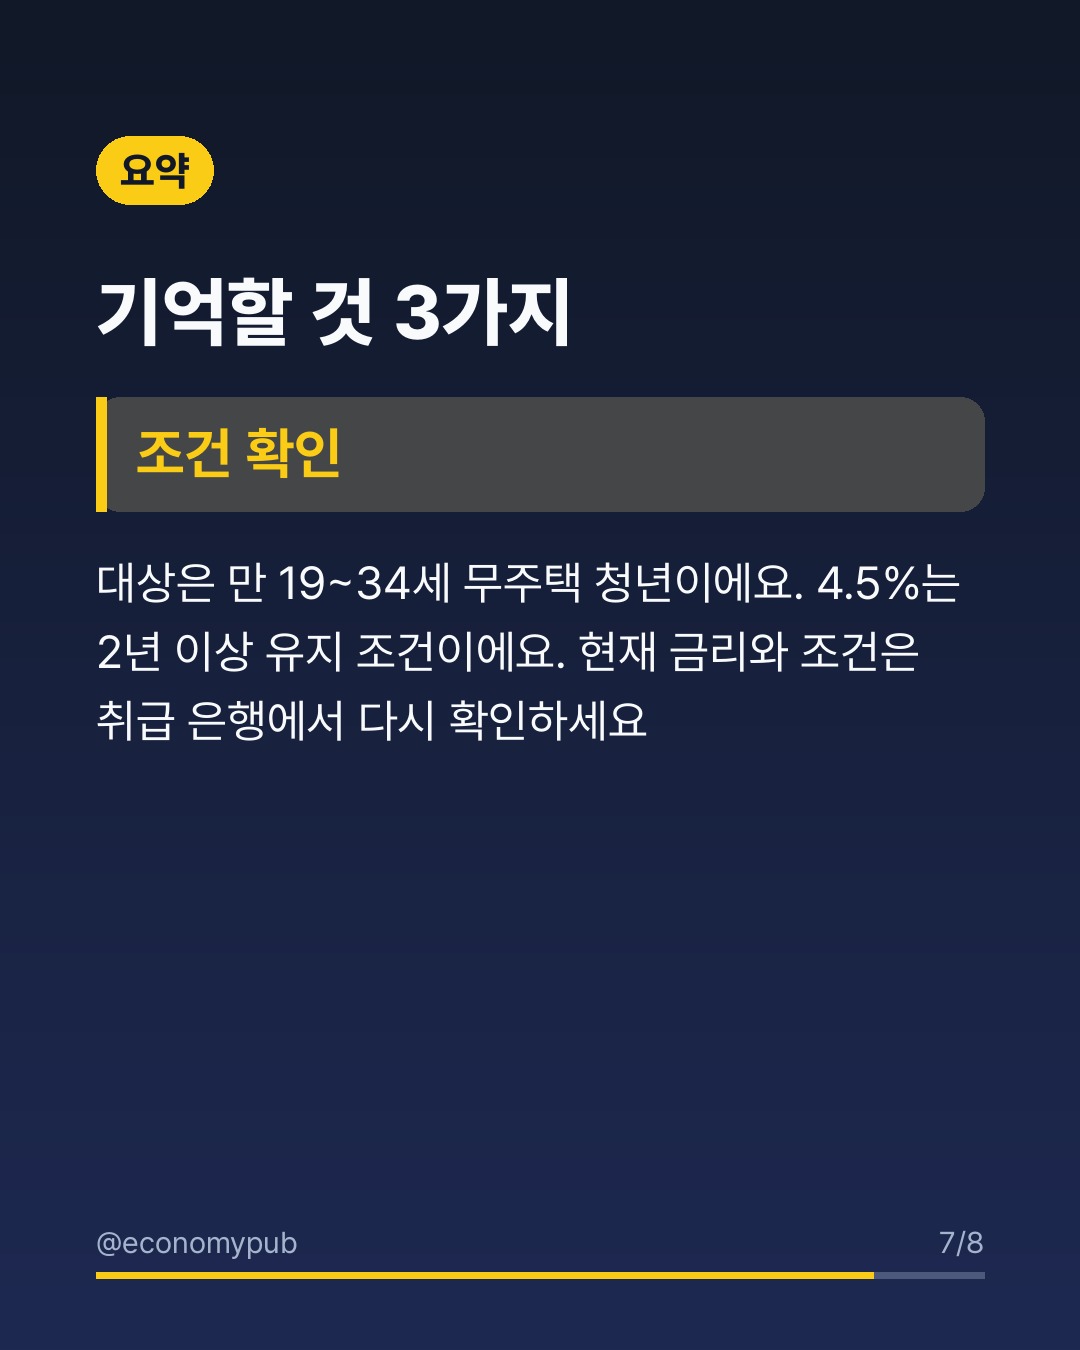 요약
기억할 것 3가지
조건 확인
대상은 만 19~34세 무주택 청년이에요. 4.5%는
2년 이상 유지 조건이에요. 현재 금리와 조건은
취급 은행에서 다시 확인하세요
@economypub
7/8